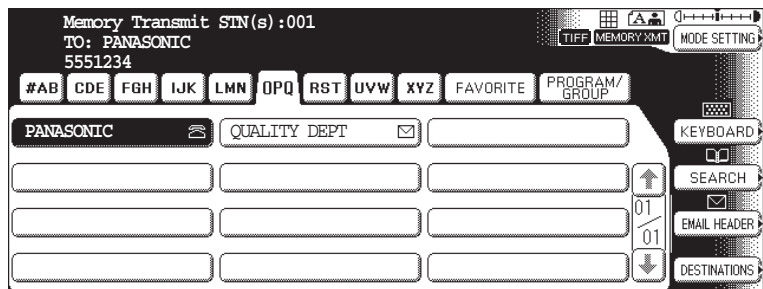 Memory Transmit STN(s):001
TO: PANASONIC
5551234
TIFF MEMORY XMT MODE SETTING
#AB CDE FGH IJK LMN OPQ RST UVW XYZ FAVORITE PROGRAM/
GROUP
PANASONIC QUALITY DEPT
KEYBOARD
SEARCH
01
/01
EMAIL HEADER
DESTINATIONS